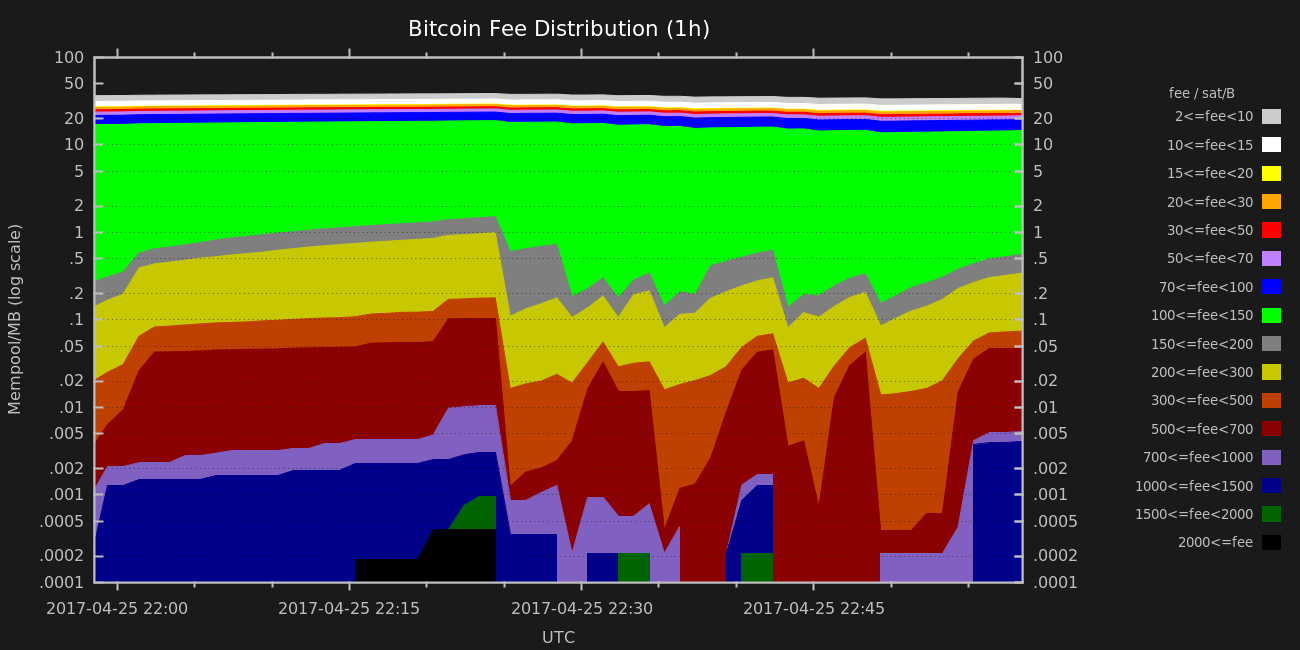 Bitcoin Fee Distribution (1h)
Mempool/MB (log scale)
100
50
20
10
5
2
1
.5
.2
.1
.05
.02
.01
.005
.002
.001
.0005
.0002
.0001
100
50
20
10
5
2
1
.5
.2
.1
.05
.02
.01
.005
.002
.001
.0005
.0002
.0001
2017-04-25 22:00 2017-04-25 22:15 2017-04-25 22:30 2017-04-25 22:45
UTC
fee / sat/B
2<=fee<10
10<=fee<15
15<=fee<20
20<=fee<30
30<=fee<50
50<=fee<70
70<=fee<100
100<=fee<150
150<=fee<200
200<=fee<300
300<=fee<500
500<=fee<700
700<=fee<1000
1000<=fee<1500
1500<=fee<2000
2000<=fee